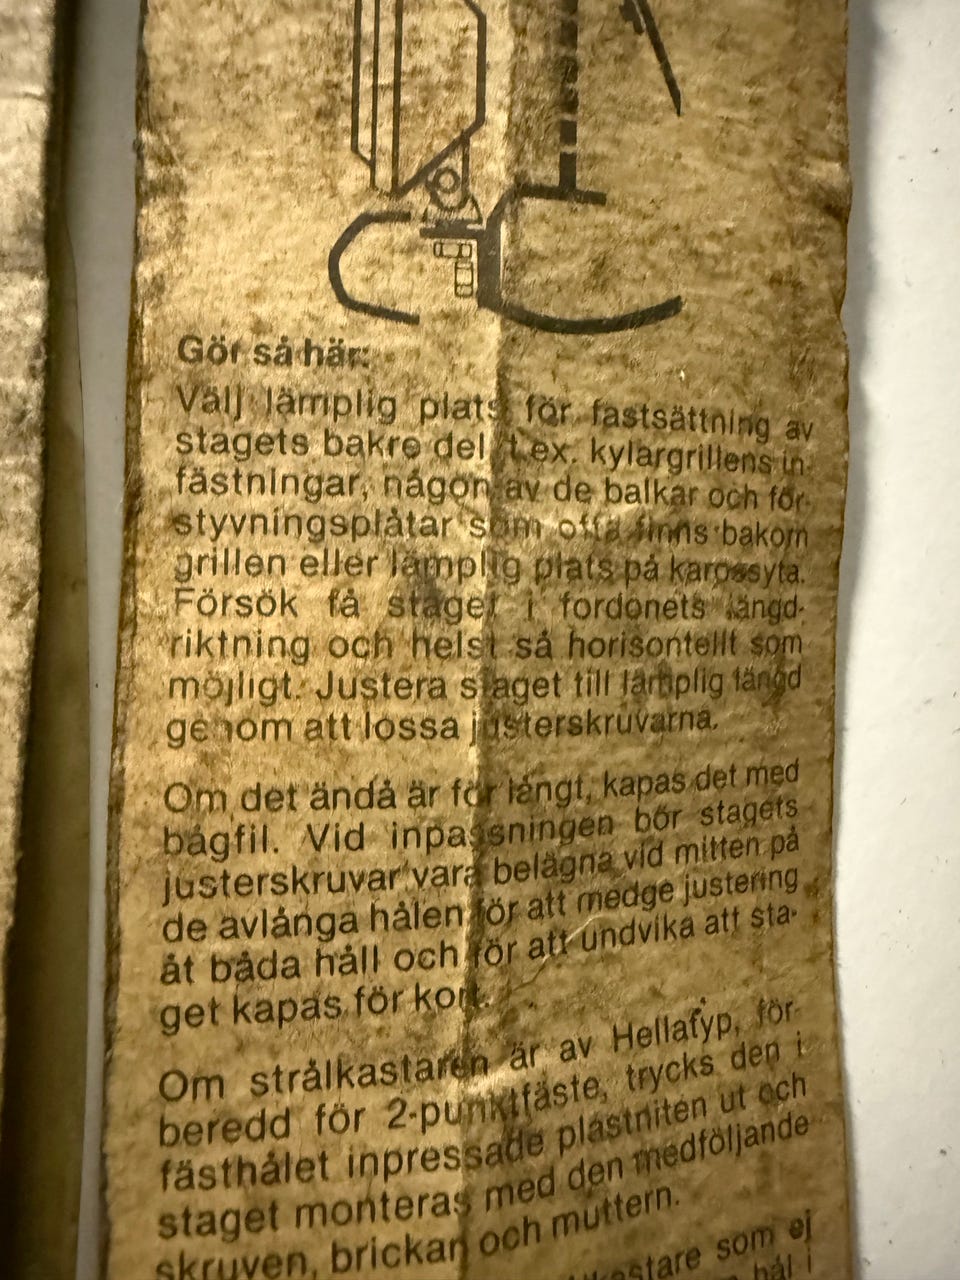 Gör så här:
Välj lämplig plats för fastsättning av
stagets bakre del t.ex. kylargrillens in-
fästningar, någon av de balkar och för-
styvningsplåtar som ofta finns bakom
grillen eller lämplig plats på karossyta.
Försök få staget i fordonets längd-
riktning och helst så horisontellt som
möjligt. Justera staget till lämplig längd
genom att lossa justerskruvarna.
Om det ändå är för långt, kapas det med
bågfil. Vid inpassningen bör stagets
justerskruvar vara belägna vid mitten på
de avlånga hålen för att medge justering
åt båda håll och för att undvika att sta-
get kapas för kort.
Om strålkastaren är av Hellatyp, för-
beredd för 2-punktfäste, trycks den i
fästhålet inpressade plastniten ut och
staget monteras med den medföljande
skruven, brickan och muttern.
som ej
hål i